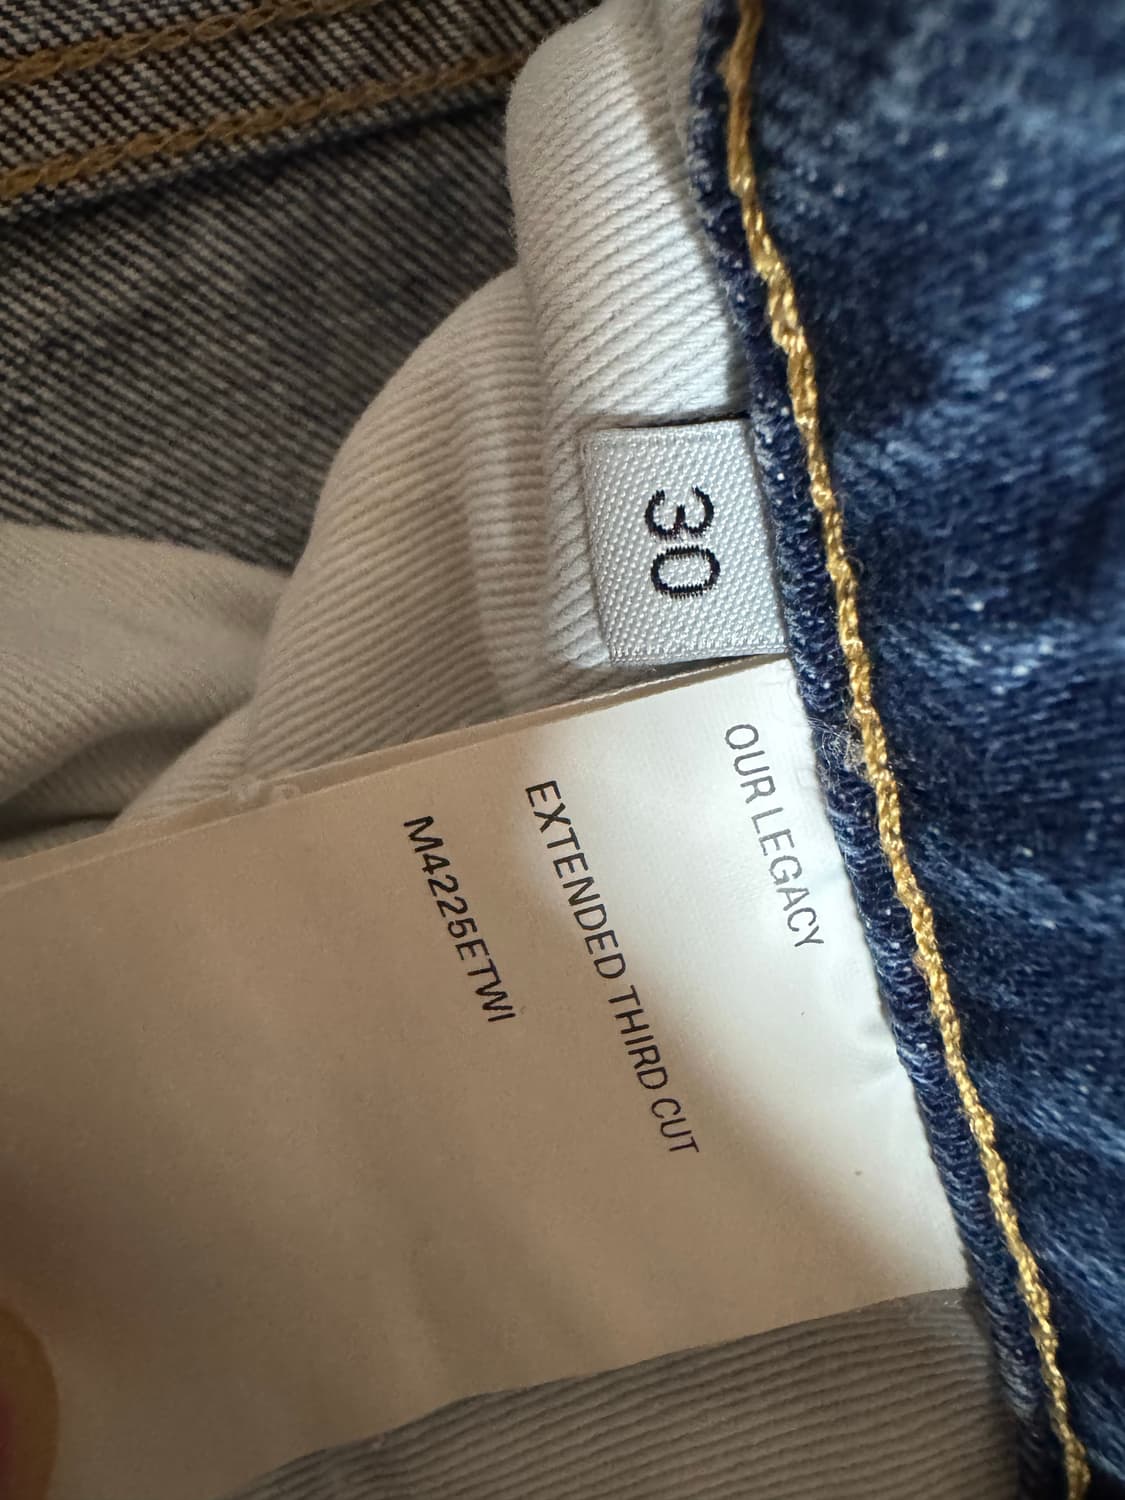 30
OUR LEGACY
EXTENDED THIRD CUT
M4225ETWI